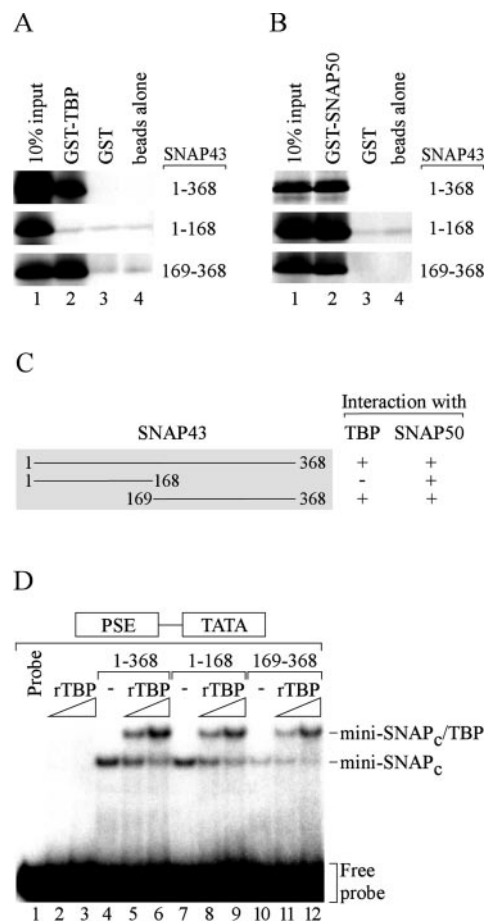 A
10% input
GST-TBP
GST
beads alone
SNAP43
1-368
1-168
169-368
1 2 3 4
B
10% input
GST-SNAP50
GST
beads alone
SNAP43
1-368
1-168
169-368
1 2 3 4
C
Interaction with
SNAP43 TBP SNAP50
1 368 + +
1 168 - +
169 368 + +
D
PSE TATA
Probe
1-368 1-168 169-368
rTBP - rTBP - rTBP - rTBP
mini-SNAPc/TBP
mini-SNAPc
Free
probe
1 2 3 4 5 6 7 8 9 10 11 12